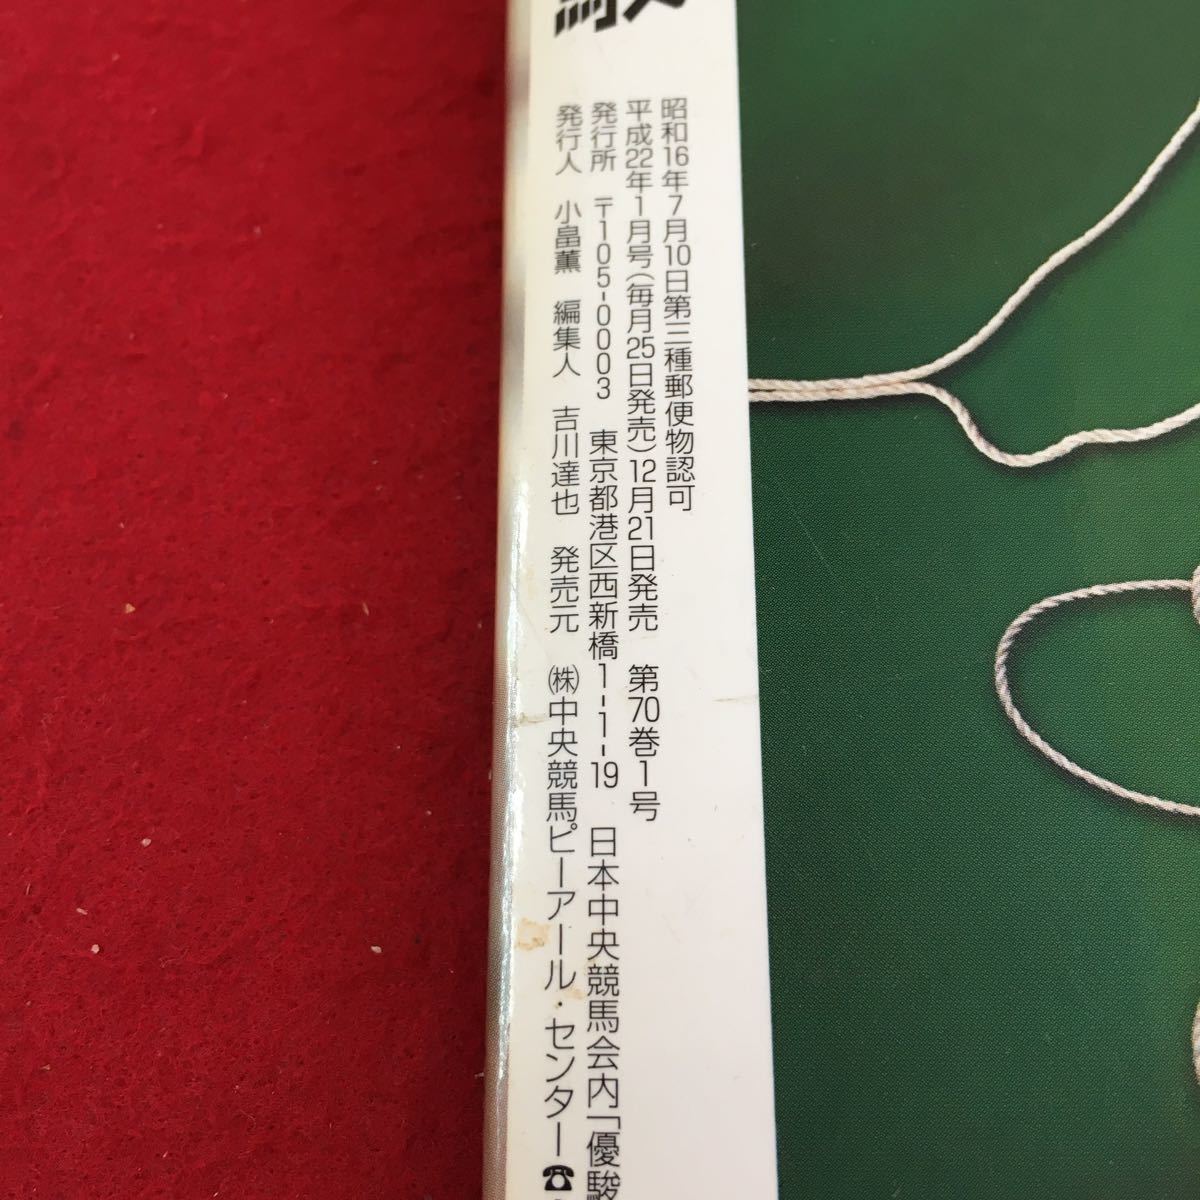 昭和16年7月10日第三種郵便物認可
平成22年1月号(毎月25日発売)12月21日発売 第70巻1号
発行所 〒105-0003 東京都港区西新橋1-1-19 日本中央競馬会内「優駿
発行人 小畠薫 編集人 吉川達也 発売元 ㈱中央競馬ピーアール・センター☎